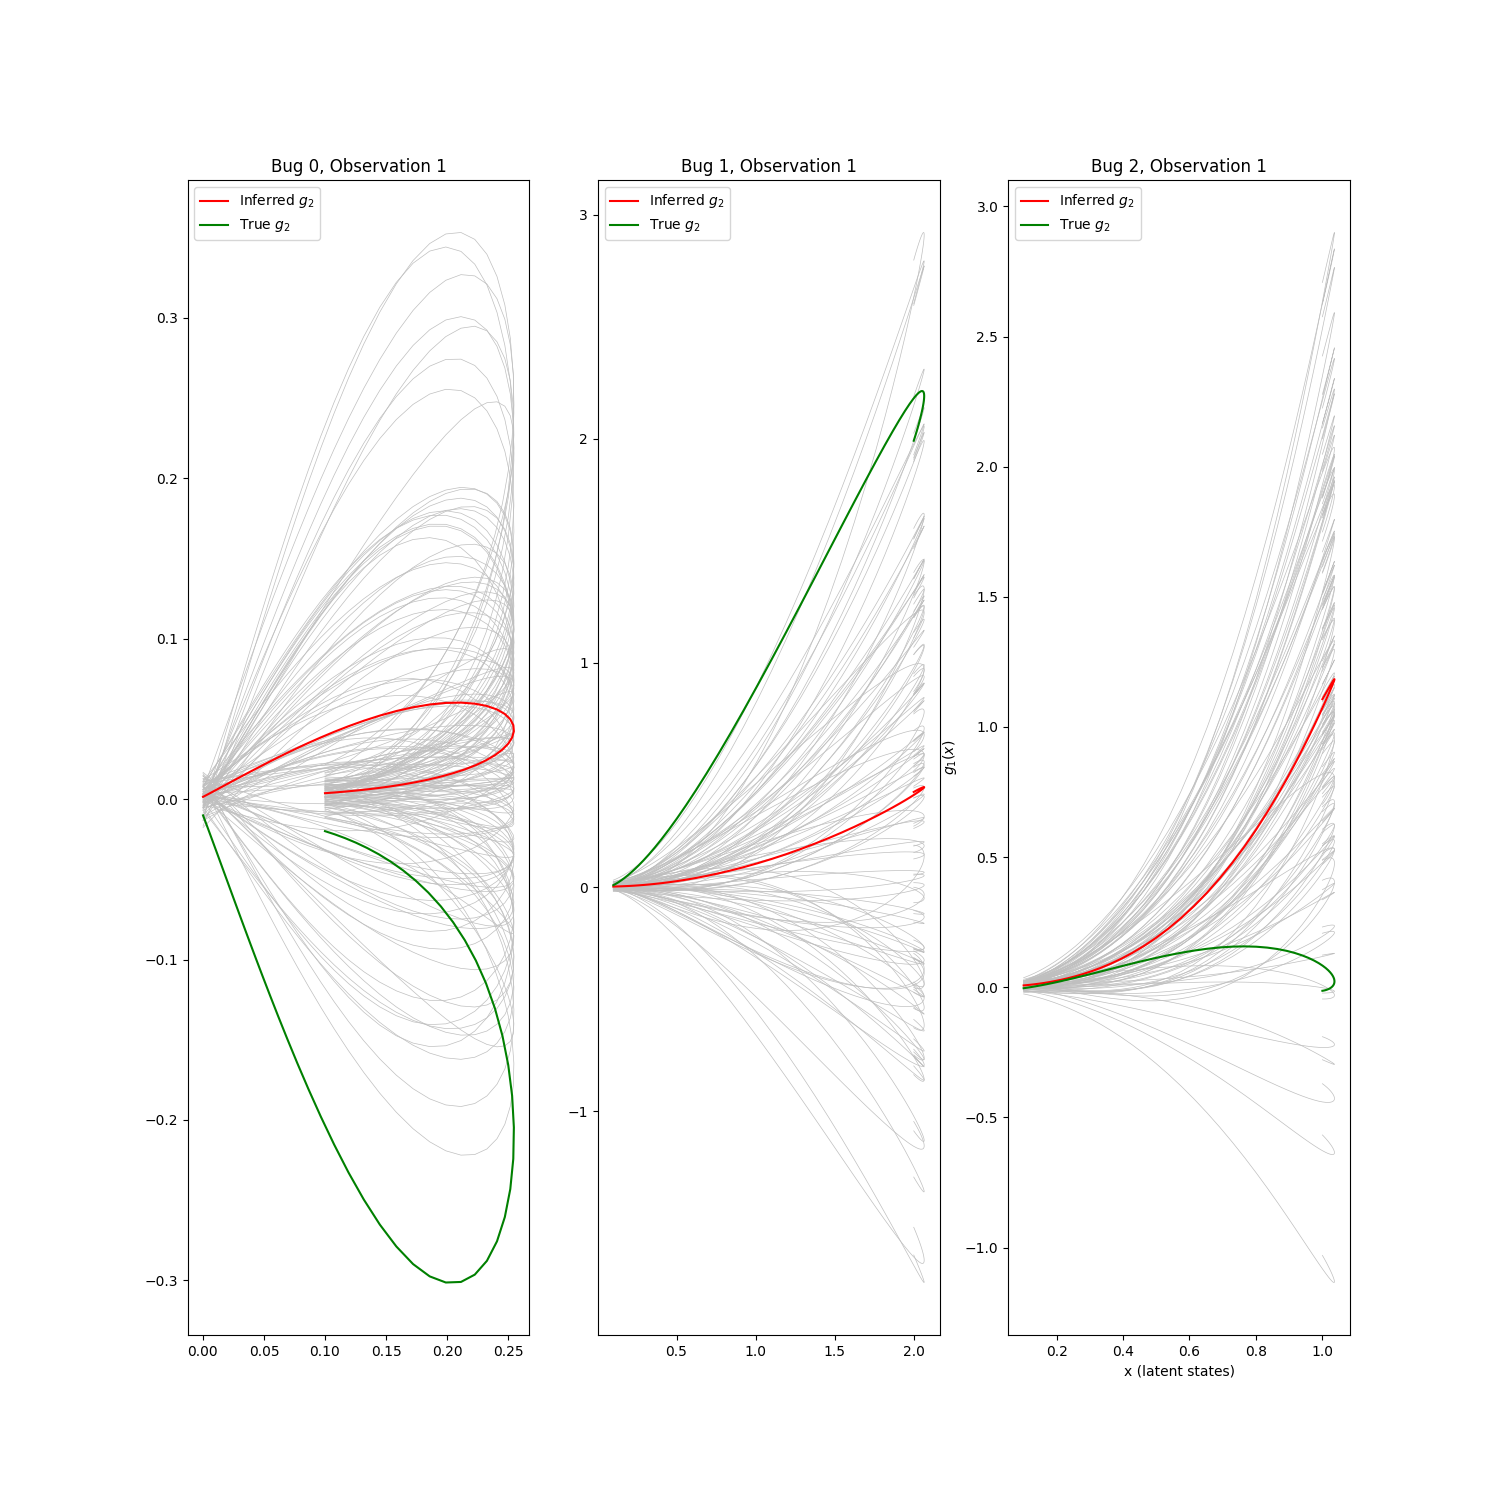 Bug 0, Observation 1
Inferred g₂
True g₂
0.3
0.2
0.1
0.0
−0.1
−0.2
−0.3
0.00 0.05 0.10 0.15 0.20 0.25
Bug 1, Observation 1
Inferred g₂
True g₂
3
2
1
0
−1
0.5 1.0 1.5 2.0
Bug 2, Observation 1
Inferred g₂
True g₂
g₁(x)
3.0
2.5
2.0
1.5
1.0
0.5
0.0
−0.5
−1.0
0.2 0.4 0.6 0.8 1.0
x (latent states)